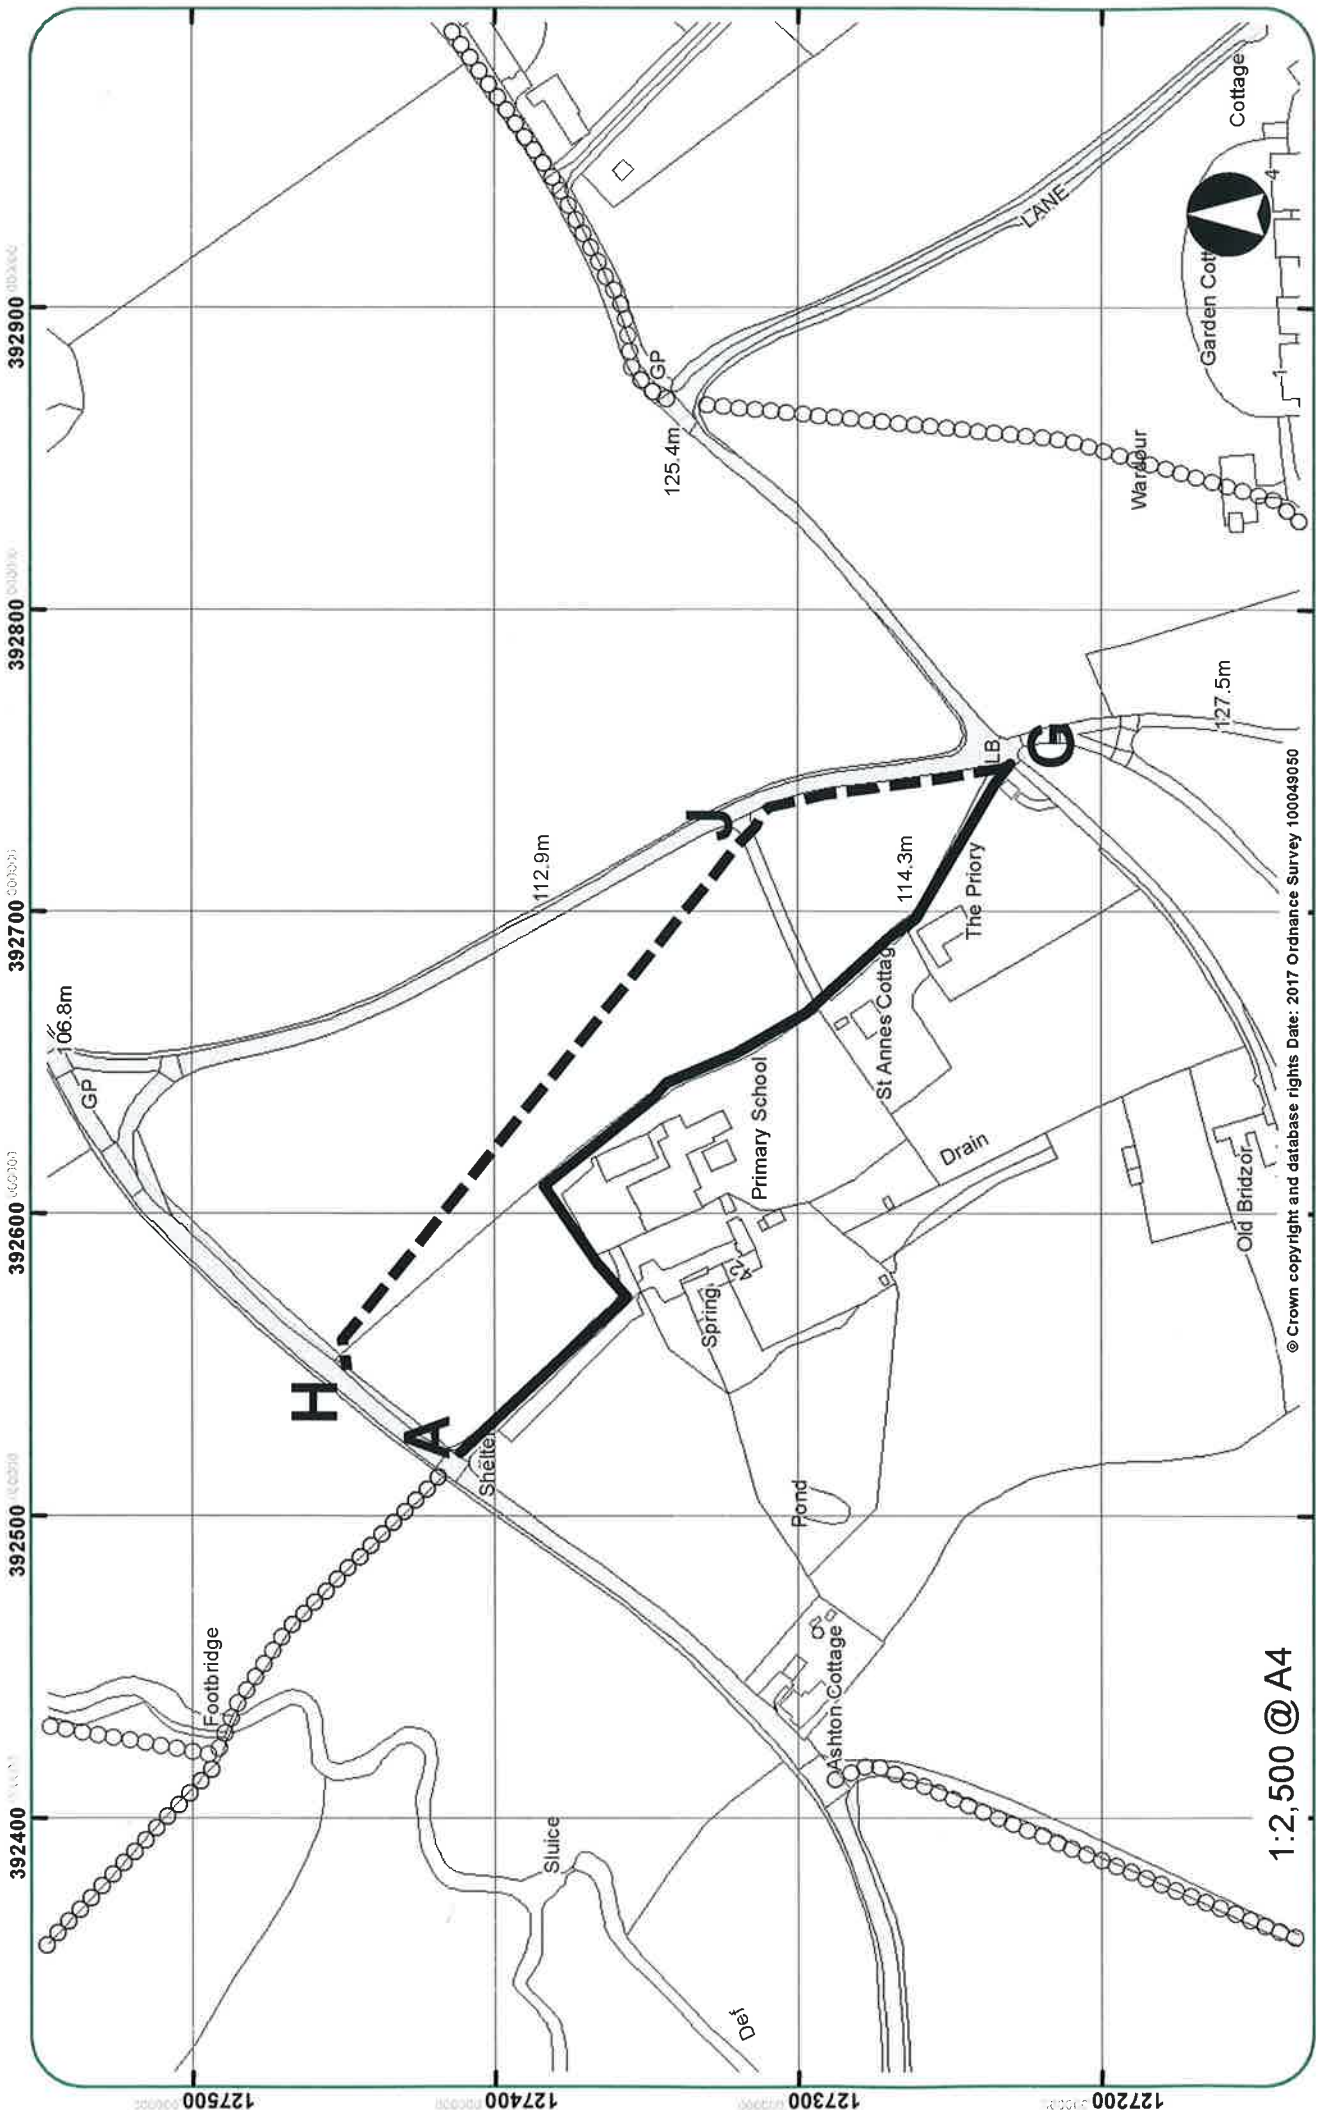 392400
392500
392600
392700
392800
392900
127500
127400
127300
127200
Footbridge
Sluice
Def
Ashton Cottage
Pond
Shelter
A
H
GP
106.8m
112.9m
J
Spring
42
Primary School
St Annes Cottage
114.3m
The Priory
Drain
Old Bridzor
LB
G
127.5m
125.4m
GP
LANE
Wardour
Garden Cott
1
4
Cottage
1:2,500 @ A4
© Crown copyright and database rights Date: 2017 Ordnance Survey 100049050